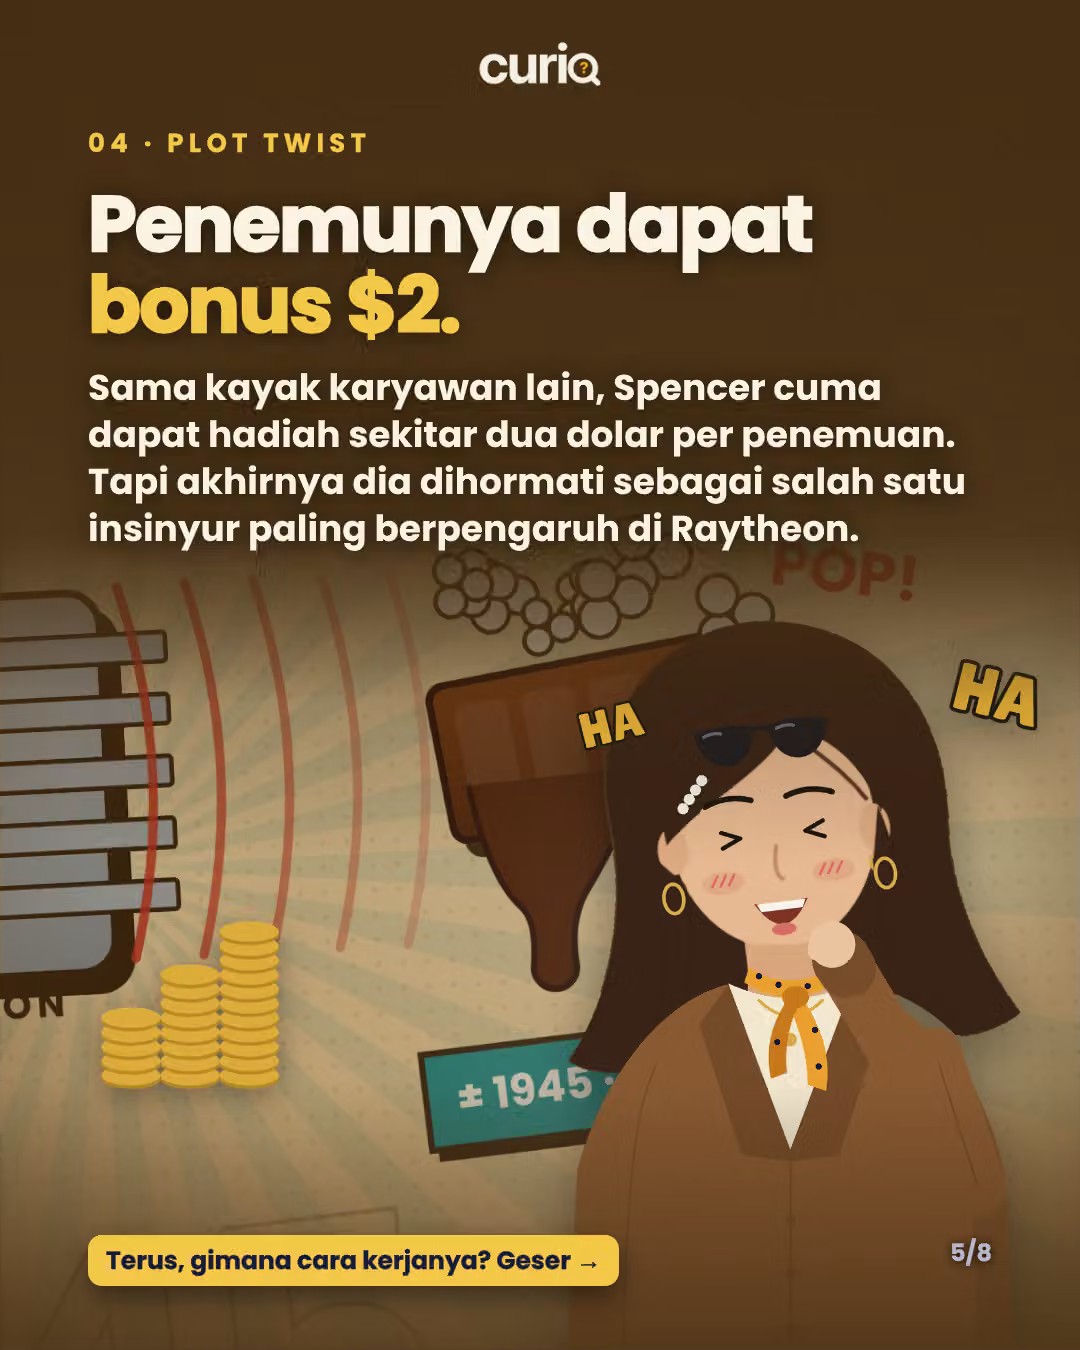 curio
04 · PLOT TWIST
Penemunya dapat
bonus $2.
Sama kayak karyawan lain, Spencer cuma
dapat hadiah sekitar dua dolar per penemuan.
Tapi akhirnya dia dihormati sebagai salah satu
insinyur paling berpengaruh di Raytheon.
POP!
HA
HA
ON
± 1945 ·
Terus, gimana cara kerjanya? Geser →
5/8